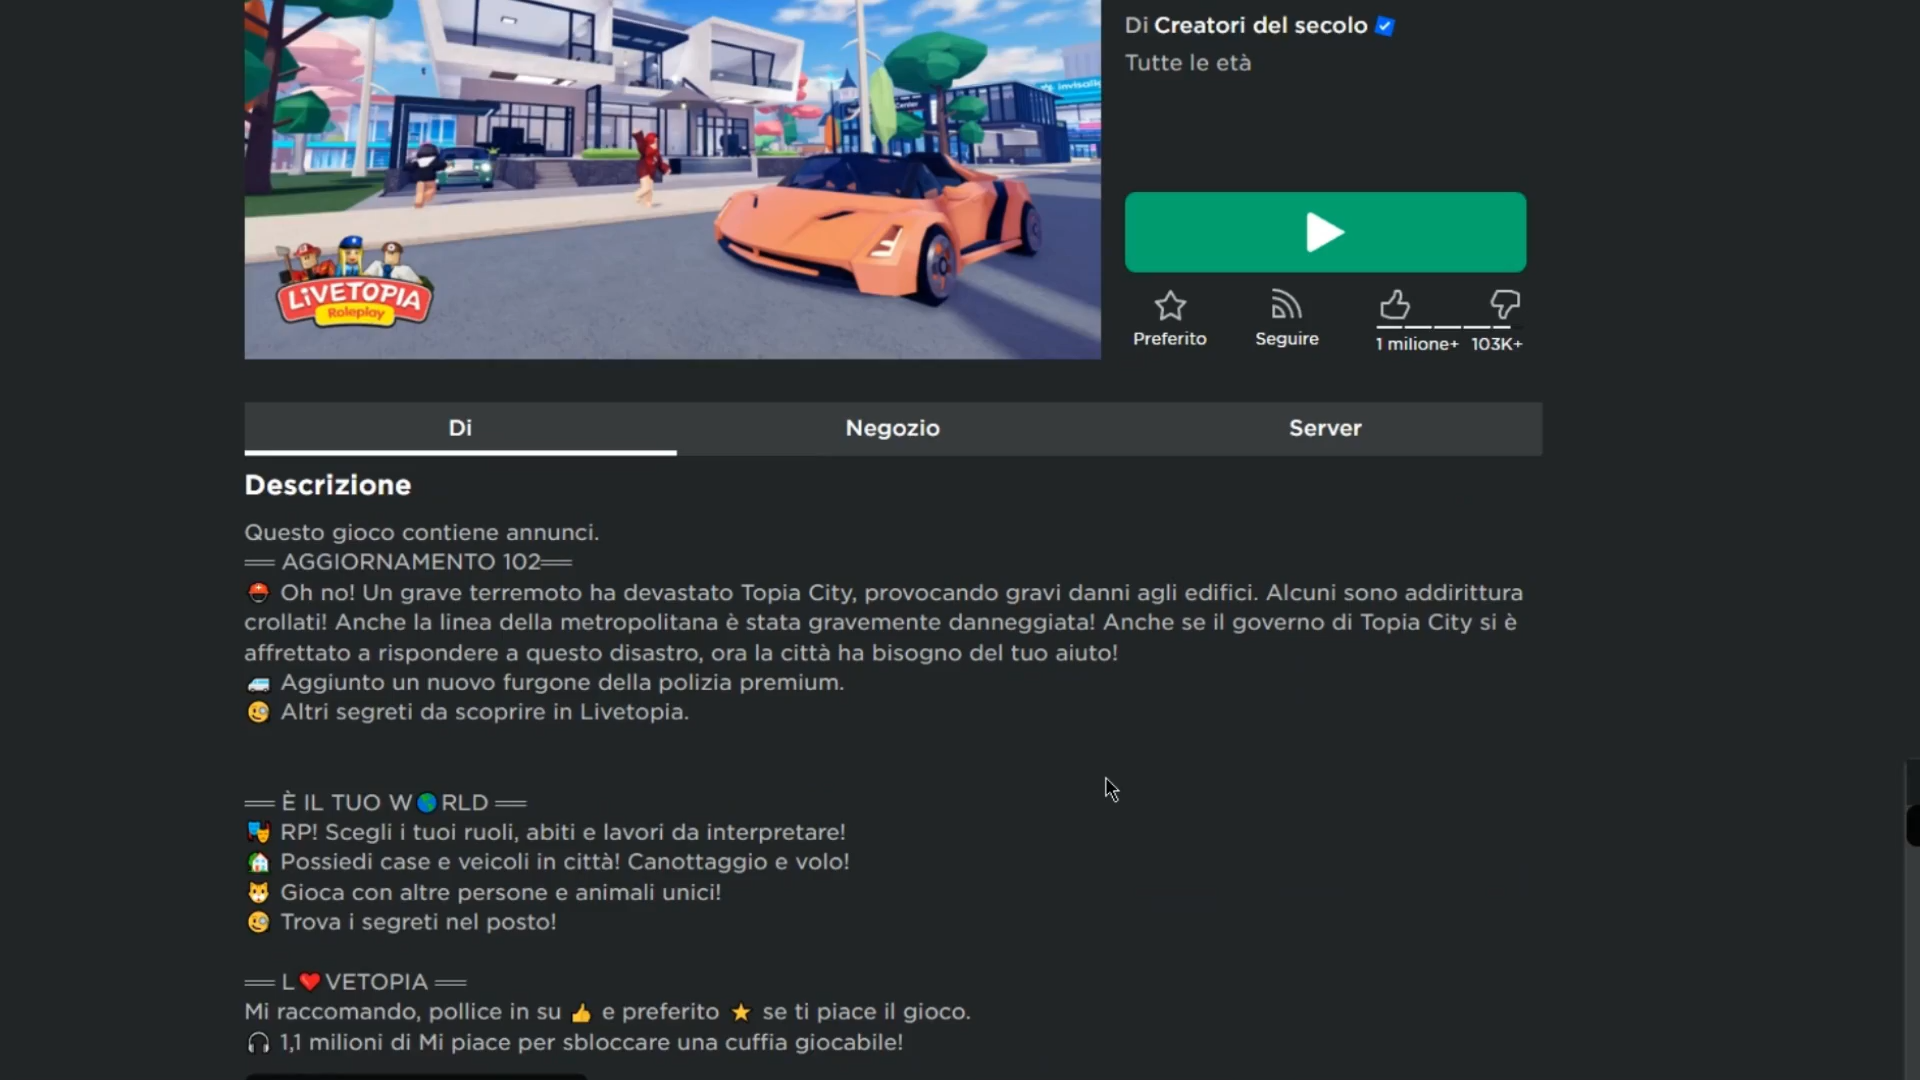 Di Creatori del secolo
Tutte le età
LiVETOPIA
Roleplay
Preferito
Seguire
1 milione+
103K+
Di
Negozio
Server
Descrizione
Questo gioco contiene annunci.
══ AGGIORNAMENTO 102══
⛑ Oh no! Un grave terremoto ha devastato Topia City, provocando gravi danni agli edifici. Alcuni sono addirittura
crollati! Anche la linea della metropolitana è stata gravemente danneggiata! Anche se il governo di Topia City si è
affrettato a rispondere a questo disastro, ora la città ha bisogno del tuo aiuto!
🚐 Aggiunto un nuovo furgone della polizia premium.
🧐 Altri segreti da scoprire in Livetopia.
══ È IL TUO W🌎RLD ══
🎭 RP! Scegli i tuoi ruoli, abiti e lavori da interpretare!
🏡 Possiedi case e veicoli in città! Canottaggio e volo!
🐱 Gioca con altre persone e animali unici!
🧐 Trova i segreti nel posto!
══ L❤️VETOPIA ══
Mi raccomando, pollice in su 👍 e preferito ⭐ se ti piace il gioco.
🎧 1,1 milioni di Mi piace per sbloccare una cuffia giocabile!